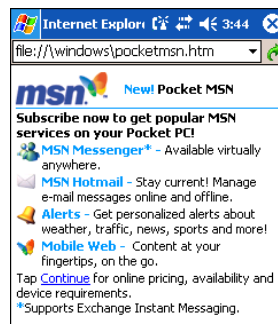 Internet Explor 3:44
file://\windows\pocketmsn.htm
msn New! Pocket MSN
Subscribe now to get popular MSN
services on your Pocket PC!
MSN Messenger* - Available virtually
anywhere.
MSN Hotmail - Stay current! Manage
e-mail messages online and offline.
Alerts - Get personalized alerts about
weather, traffic, news, sports and more!
Mobile Web - Content at your
fingertips, on the go.
Tap Continue for online pricing, availability and
device requirements.
*Supports Exchange Instant Messaging.